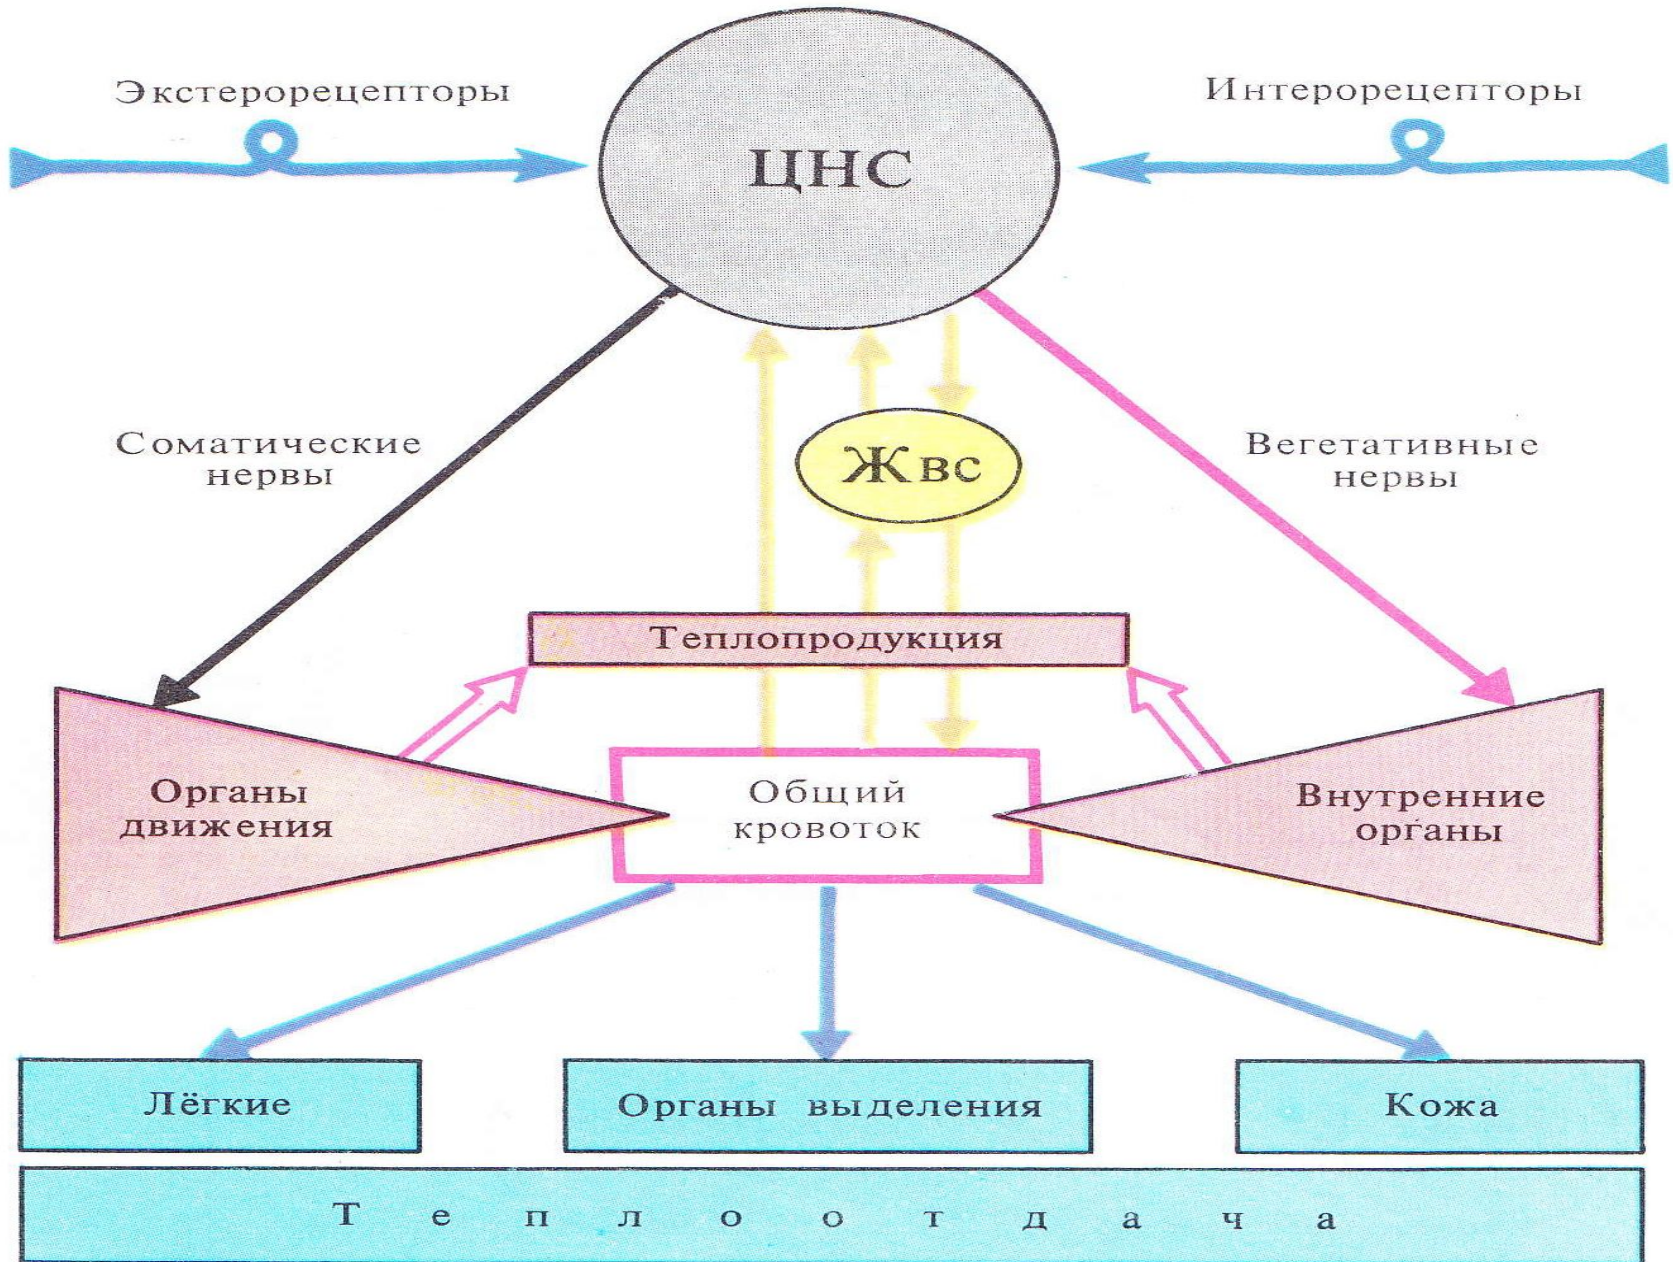 Экстерорецепторы
Интерорецепторы
ЦНС
Соматические
нервы
Жвс
Вегетативные
нервы
Теплопродукция
Органы
движения
Общий
кровоток
Внутренние
органы
Лёгкие
Органы выделения
Кожа
Теплоотдача